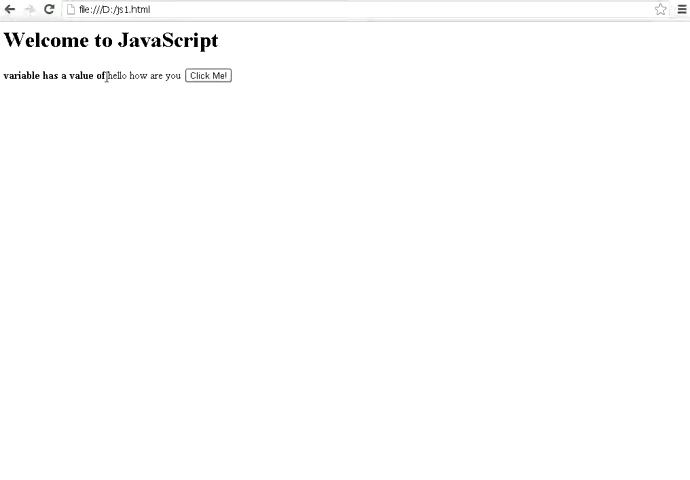 file:///D:/js1.html
Welcome to JavaScript
variable has a value of hello how are you Click Me!